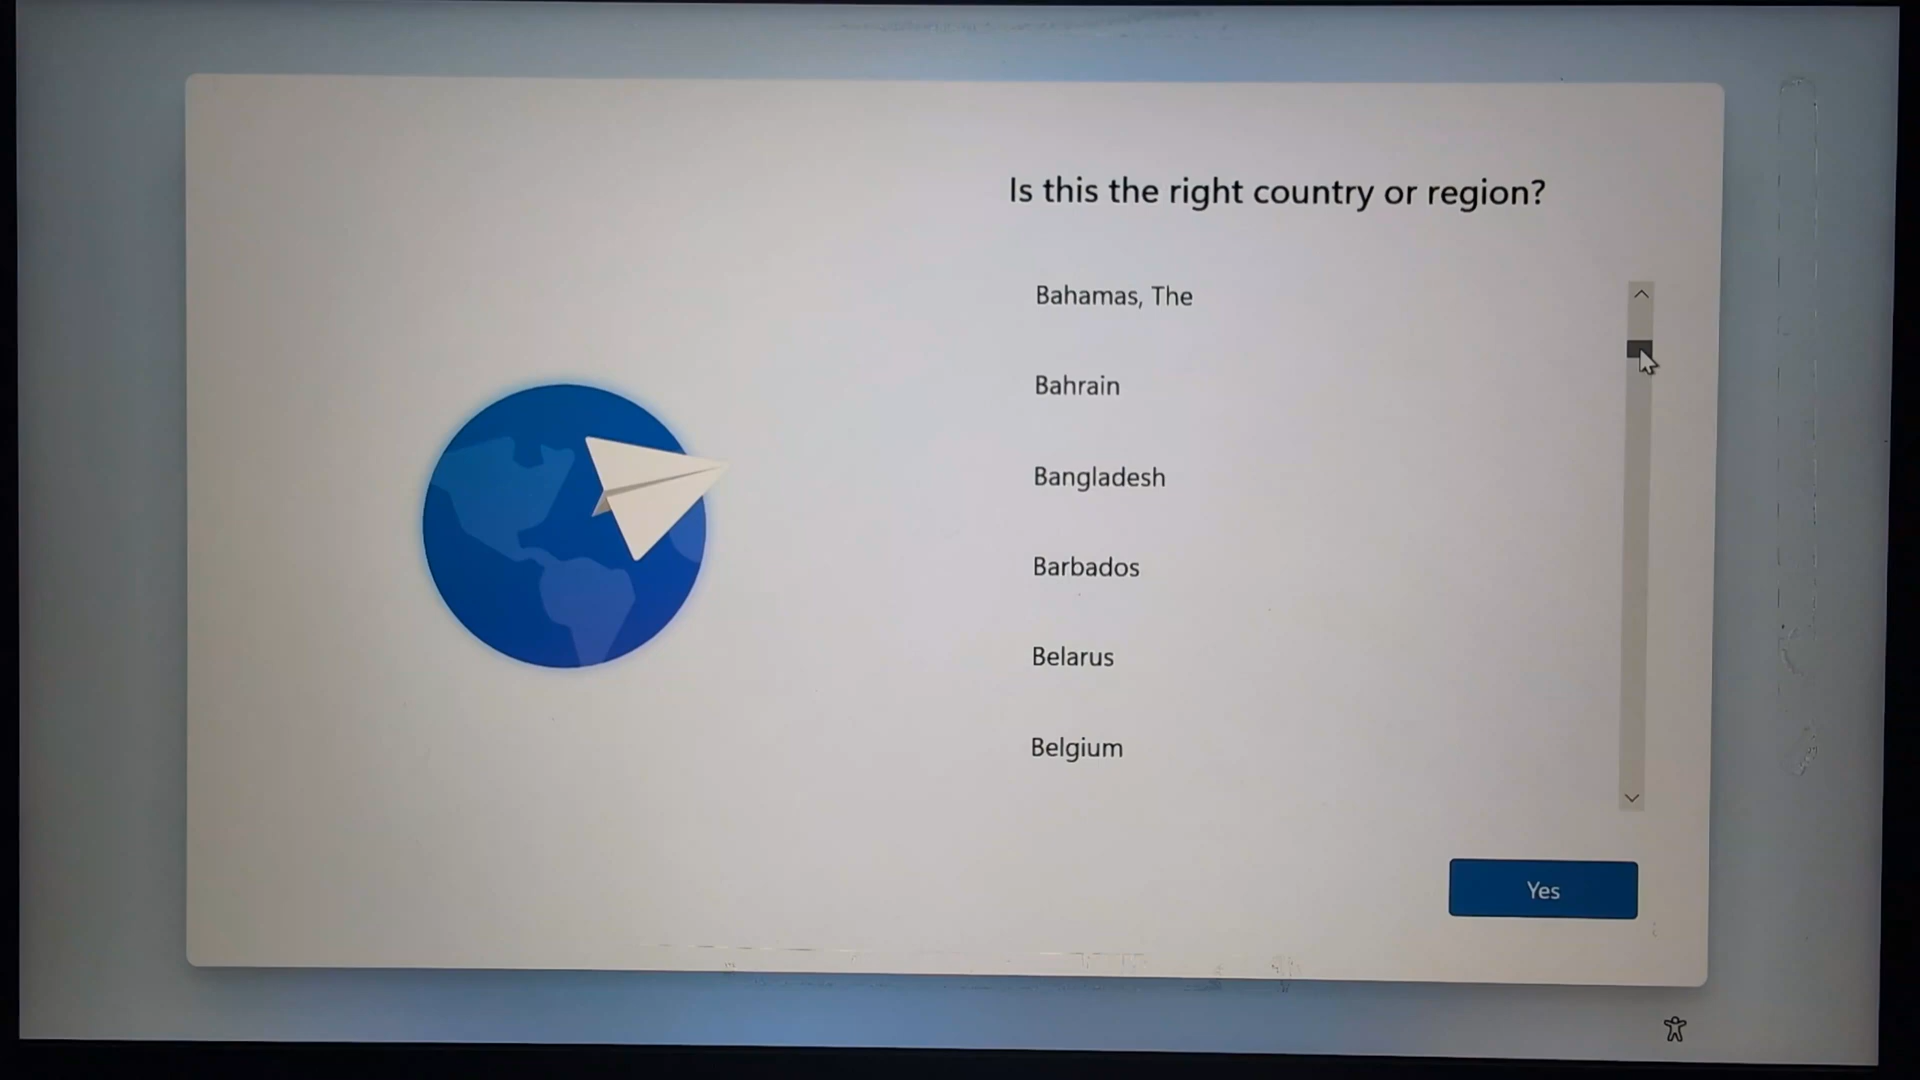 Is this the right country or region?
Bahamas, The
Bahrain
Bangladesh
Barbados
Belarus
Belgium
Yes